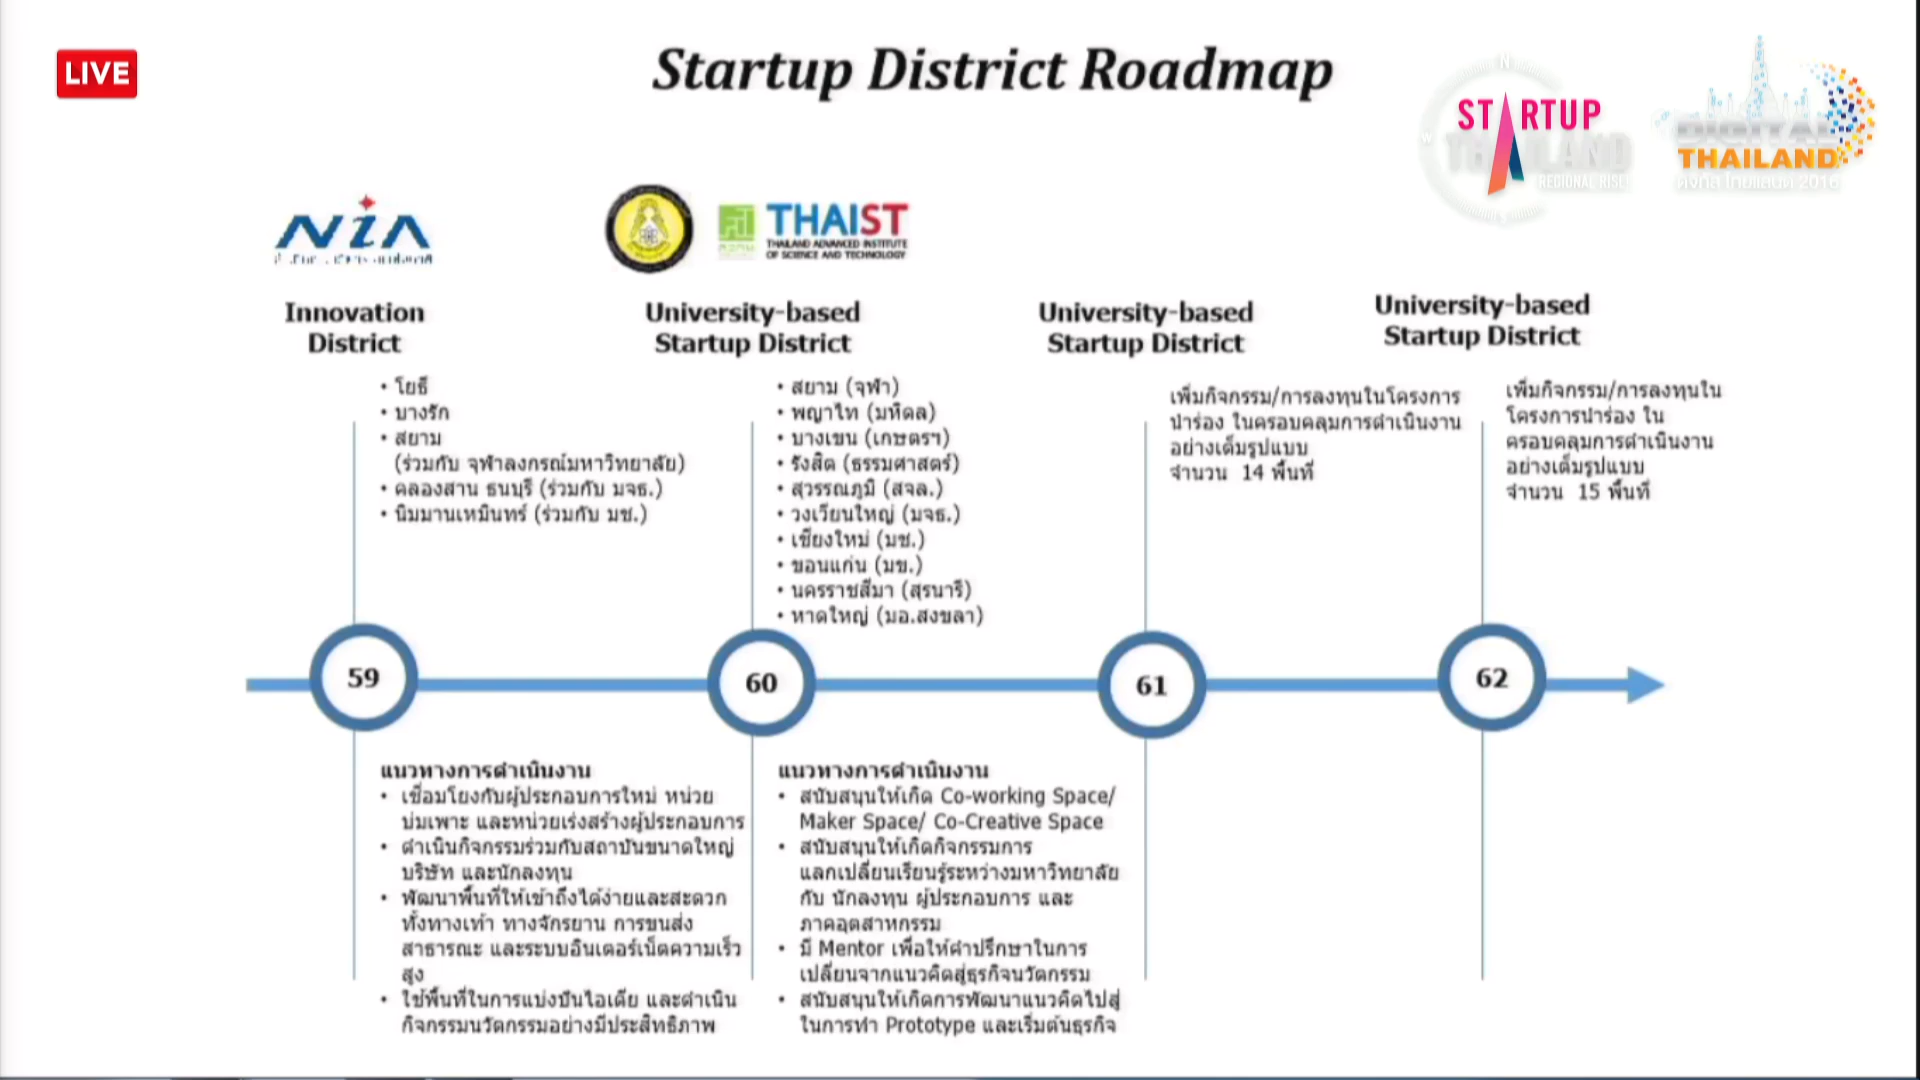 LIVE
Startup District Roadmap
STARTUP
THAILAND
REGIONAL RISE
DIGITAL
THAILAND
ดิจิทัลไทยแลนด์ 2016
N
W
S
NiA
THAIST
THAILAND ADVANCED INSTITUTE
OF SCIENCE AND TECHNOLOGY
Innovation
District
• โยธี
• บางรัก
• สยาม
(ร่วมกับ จุฬาลงกรณ์มหาวิทยาลัย)
• คลองสาน ธนบุรี (ร่วมกับ มจธ.)
• นิมมานเหมินทร์ (ร่วมกับ มช.)
University-based
Startup District
• สยาม (จุฬา)
• พญาไท (มหิดล)
• บางเขน (เกษตรฯ)
• รังสิต (ธรรมศาสตร์)
• สุวรรณภูมิ (สจล.)
• วงเวียนใหญ่ (มจธ.)
• เชียงใหม่ (มช.)
• ขอนแก่น (มข.)
• นครราชสีมา (สุรนารี)
• หาดใหญ่ (มอ.สงขลา)
University-based
Startup District
เพิ่มกิจกรรม/การลงทุนในโครงการ
นำร่อง ในครอบคลุมการดำเนินงาน
อย่างเต็มรูปแบบ
จำนวน 14 พื้นที่
University-based
Startup District
เพิ่มกิจกรรม/การลงทุนใน
โครงการนำร่อง ใน
ครอบคลุมการดำเนินงาน
อย่างเต็มรูปแบบ
จำนวน 15 พื้นที่
59
60
61
62
แนวทางการดำเนินงาน
• เชื่อมโยงกับผู้ประกอบการใหม่ หน่วย
บ่มเพาะ และหน่วยเร่งสร้างผู้ประกอบการ
• ดำเนินกิจกรรมร่วมกับสถาบันขนาดใหญ่
บริษัท และนักลงทุน
• พัฒนาพื้นที่ให้เข้าถึงได้ง่ายและสะดวก
ทั้งทางเท้า ทางจักรยาน การขนส่ง
สาธารณะ และระบบอินเตอร์เน็ตความเร็ว
สูง
• ใช้พื้นที่ในการแบ่งปันไอเดีย และดำเนิน
กิจกรรมนวัตกรรมอย่างมีประสิทธิภาพ
แนวทางการดำเนินงาน
• สนับสนุนให้เกิด Co-working Space/
Maker Space/ Co-Creative Space
• สนับสนุนให้เกิดกิจกรรมการ
แลกเปลี่ยนเรียนรู้ระหว่างมหาวิทยาลัย
กับ นักลงทุน ผู้ประกอบการ และ
ภาคอุตสาหกรรม
• มี Mentor เพื่อให้คำปรึกษาในการ
เปลี่ยนจากแนวคิดสู่ธุรกิจนวัตกรรม
• สนับสนุนให้เกิดการพัฒนาแนวคิดไปสู่
ในการทำ Prototype และเริ่มต้นธุรกิจ